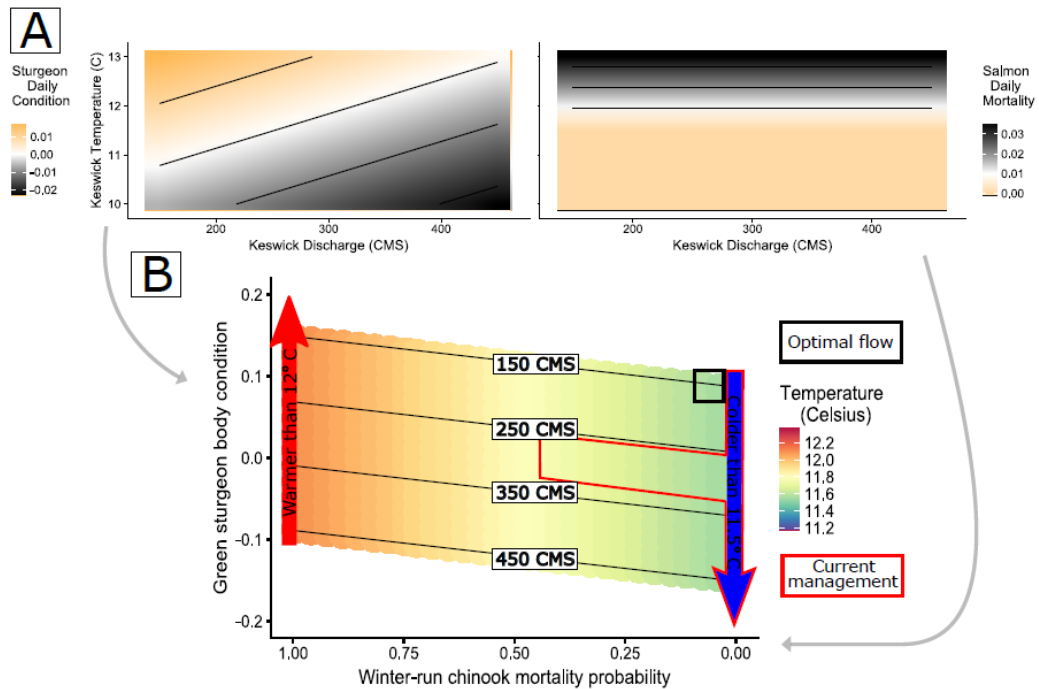 A
Sturgeon
Daily
Condition
0.01
0.00
−0.01
−0,02
Keswick Temperature (C)
13
12
11
10
200
300
400
Keswick Discharge (CMS)
200
300
400
Keswick Discharge (CMS)
Salmon
Daily
Mortality
0.03
0.02
0.01
0,00
B
Green sturgeon body condition
0.2
0.1
0.0
−0.1
−0.2
Warmer than 12° C
150 CMS
250 CMS
350 CMS
450 CMS
Colder than 11.5° C
1.00
0.75
0.50
0.25
0.00
Winter-run chinook mortality probability
Optimal flow
Temperature
(Celsius)
12.2
12.0
11.8
11.6
11.4
11.2
Current
management